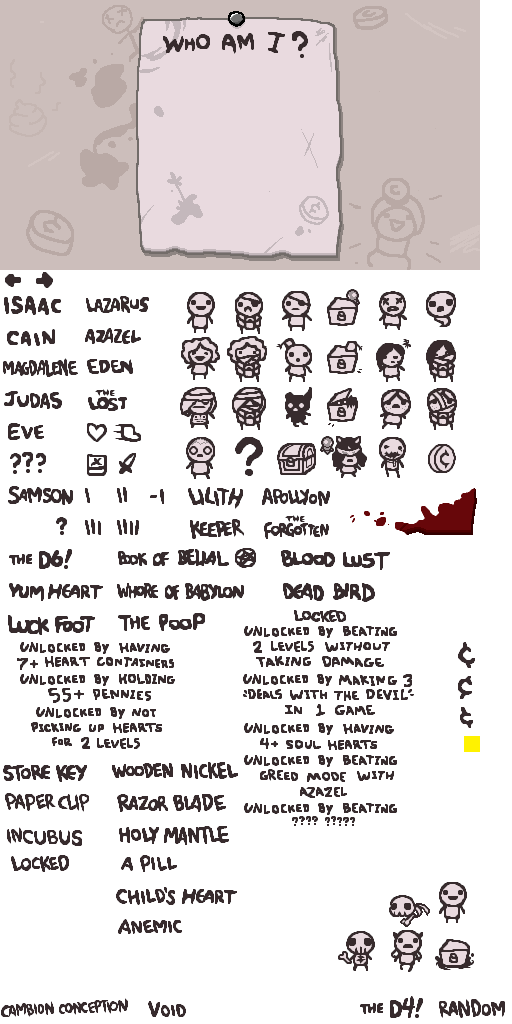 WHO AM I?
ISAAC LAZARUS
CAIN AZAZEL
MAGDALENE EDEN
JUDAS THE LOST
EVE
???
?
SAMSON I II -I LILITH APOLLYON
? III IIII KEEPER THE FORGOTTEN
THE D6! BOOK OF BELIAL BLOOD LUST
YUM HEART WHORE OF BABYLON DEAD BIRD
LUCK FOOT THE POOP
LOCKED
UNLOCKED BY BEATING
2 LEVELS WITHOUT
TAKING DAMAGE
UNLOCKED BY HAVING
7+ HEART CONTAINERS
UNLOCKED BY HOLDING
55+ PENNIES
UNLOCKED BY NOT
PICKING UP HEARTS
FOR 2 LEVELS
UNLOCKED BY MAKING 3
"DEALS WITH THE DEVIL"
IN 1 GAME
UNLOCKED BY HAVING
4+ SOUL HEARTS
UNLOCKED BY BEATING
GREED MODE WITH
AZAZEL
UNLOCKED BY BEATING
???? ?????
¢
¢
¢
STORE KEY WOODEN NICKEL
PAPER CLIP RAZOR BLADE
INCUBUS HOLY MANTLE
LOCKED A PILL
CHILD'S HEART
ANEMIC
CAMBION CONCEPTION VOID THE D4! RANDOM